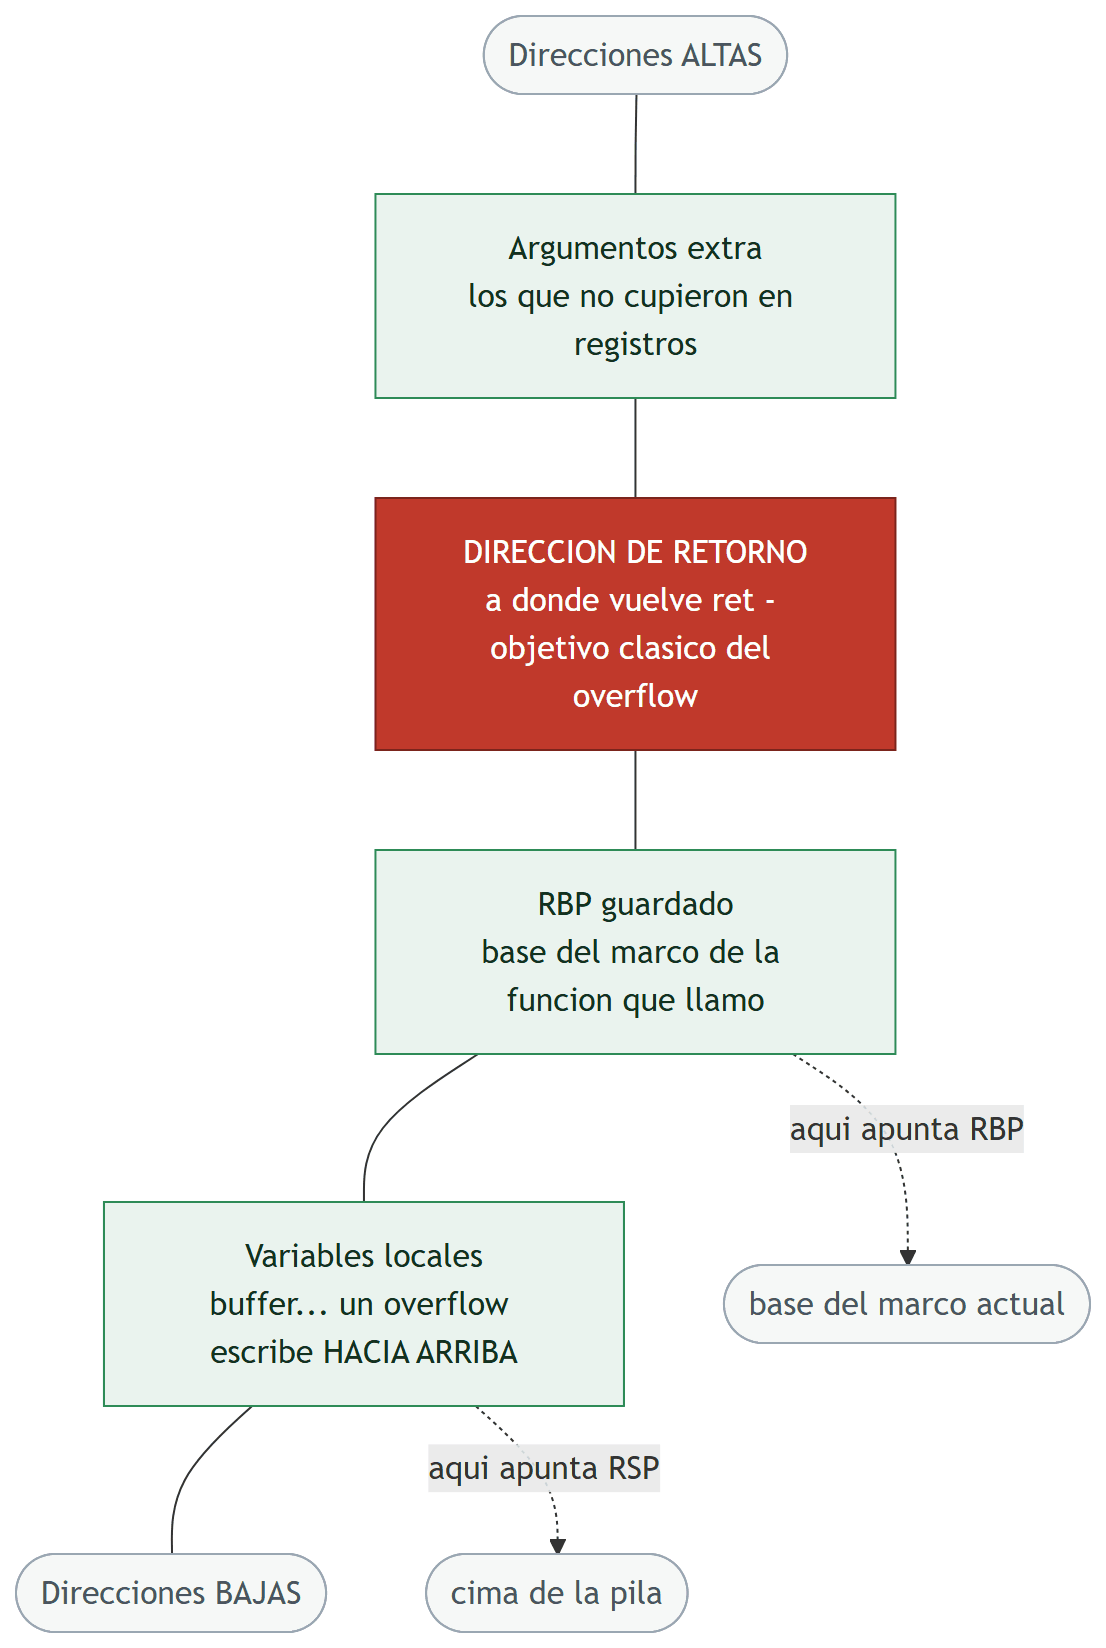 Direcciones ALTAS
Argumentos extra
los que no cupieron en
registros
DIRECCION DE RETORNO
a donde vuelve ret -
objetivo clasico del
overflow
RBP guardado
base del marco de la
funcion que llamo
aqui apunta RBP
Variables locales
buffer... un overflow
escribe HACIA ARRIBA
base del marco actual
aqui apunta RSP
Direcciones BAJAS
cima de la pila